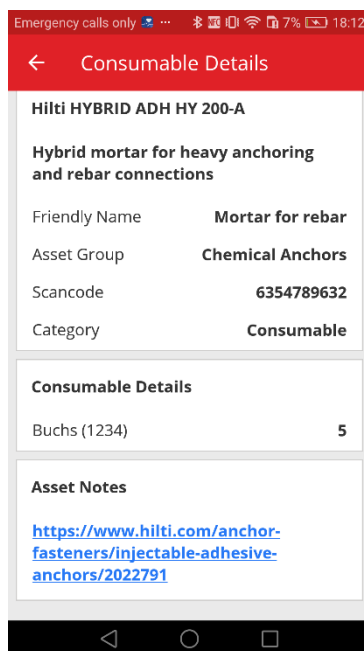 Emergency calls only ... NFC 7% 18:12
Consumable Details
Hilti HYBRID ADH HY 200-A
Hybrid mortar for heavy anchoring
and rebar connections
Friendly Name Mortar for rebar
Asset Group Chemical Anchors
Scancode 6354789632
Category Consumable
Consumable Details
Buchs (1234) 5
Asset Notes
https://www.hilti.com/anchor-
fasteners/injectable-adhesive-
anchors/2022791